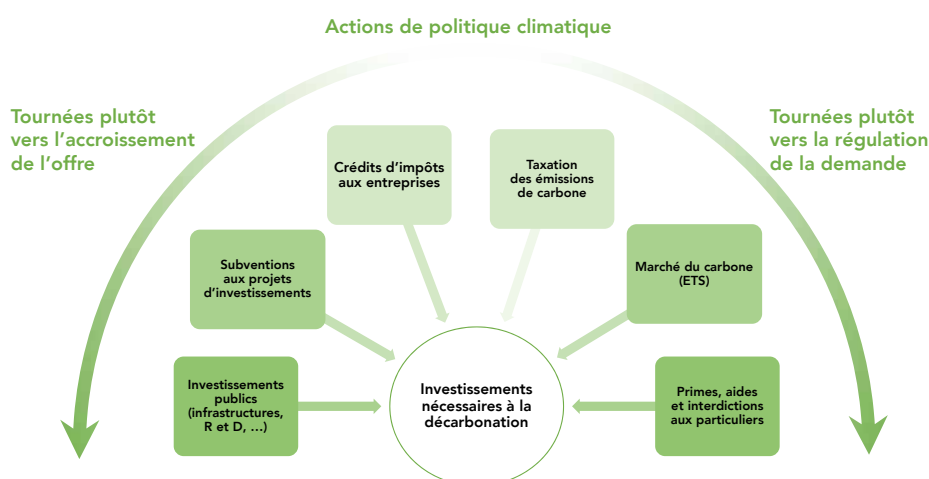 Actions de politique climatique
Tournées plutôt
vers l'accroissement
de l'offre
Tournées plutôt
vers la régulation
de la demande
Crédits d'impôts
aux entreprises
Taxation
des émissions
de carbone
Subventions
aux projets
d'investissements
Marché du carbone
(ETS)
Investissements
publics
(infrastructures,
R et D, ...)
Investissements
nécessaires à la
décarbonation
Primes, aides
et interdictions
aux particuliers